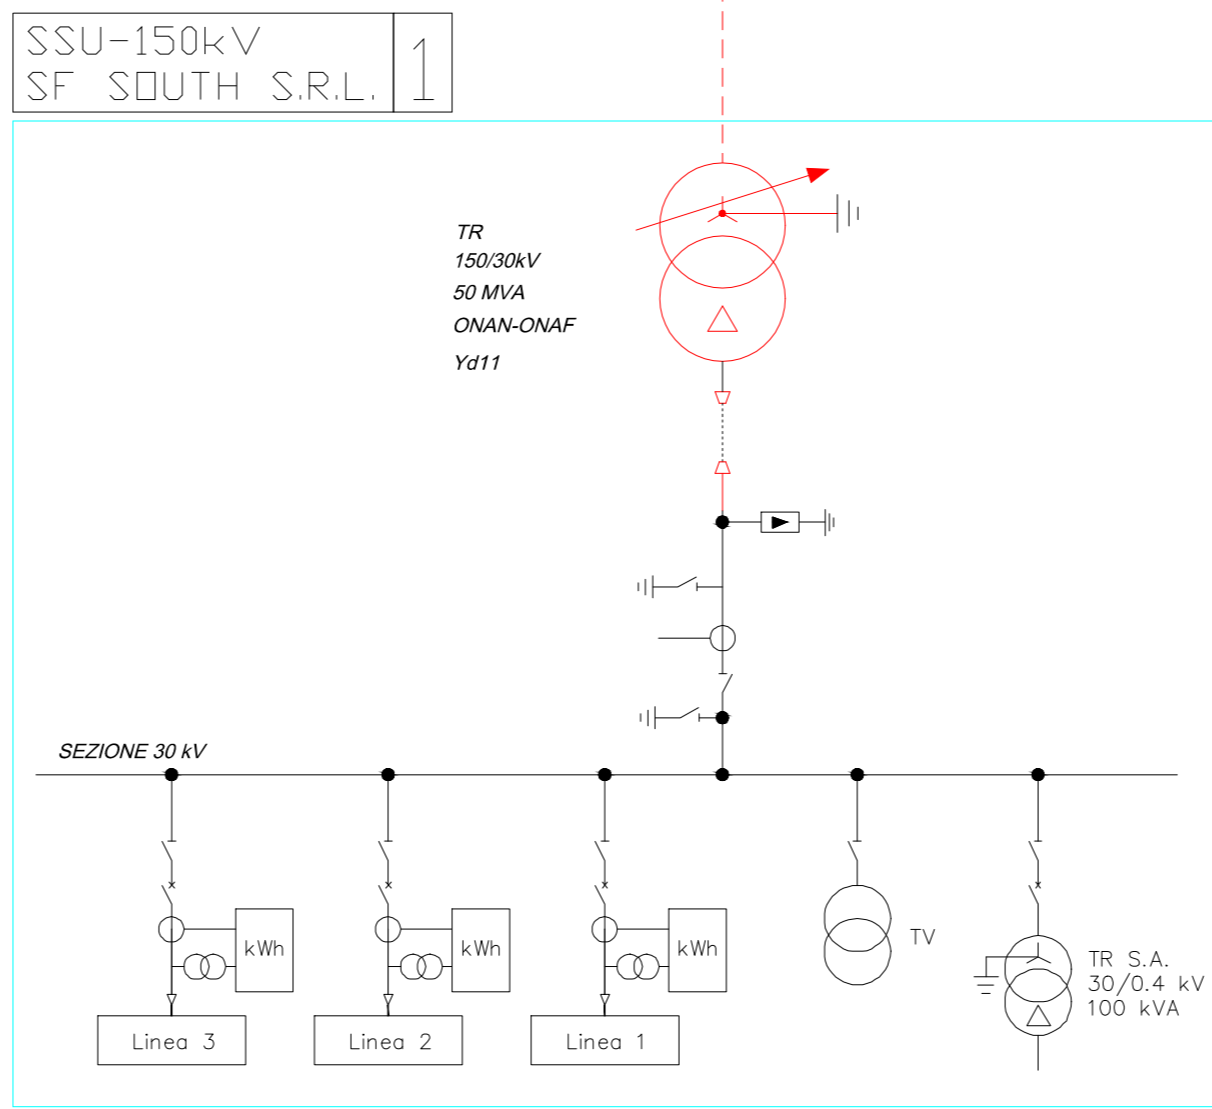 SSU-150kV
SF SOUTH S.R.L.
1
TR
150/30kV
50 MVA
ONAN-ONAF
Yd11
SEZIONE 30 kV
kWh
kWh
kWh
TV
TR S.A.
30/0.4 kV
100 kVA
Linea 3
Linea 2
Linea 1